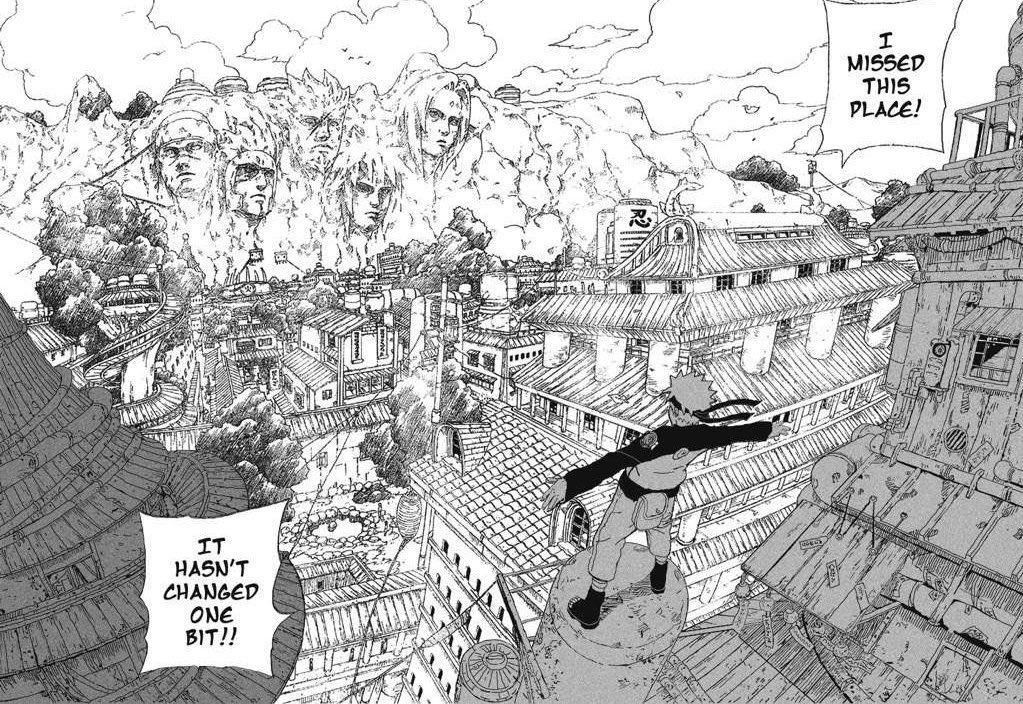 I
MISSED
THIS
PLACE!
忍
IT
HASN'T
CHANGED
ONE
BIT!!